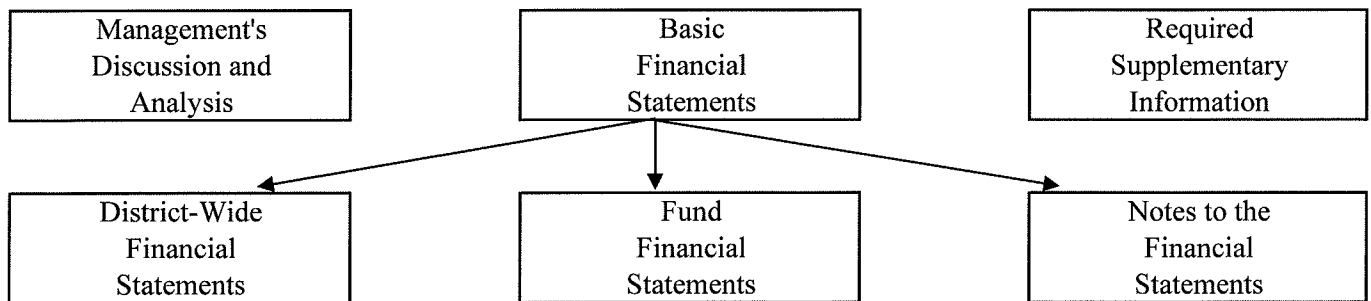 Management's
Discussion and
Analysis
Basic
Financial
Statements
Required
Supplementary
Information
District-Wide
Financial
Statements
Fund
Financial
Statements
Notes to the
Financial
Statements